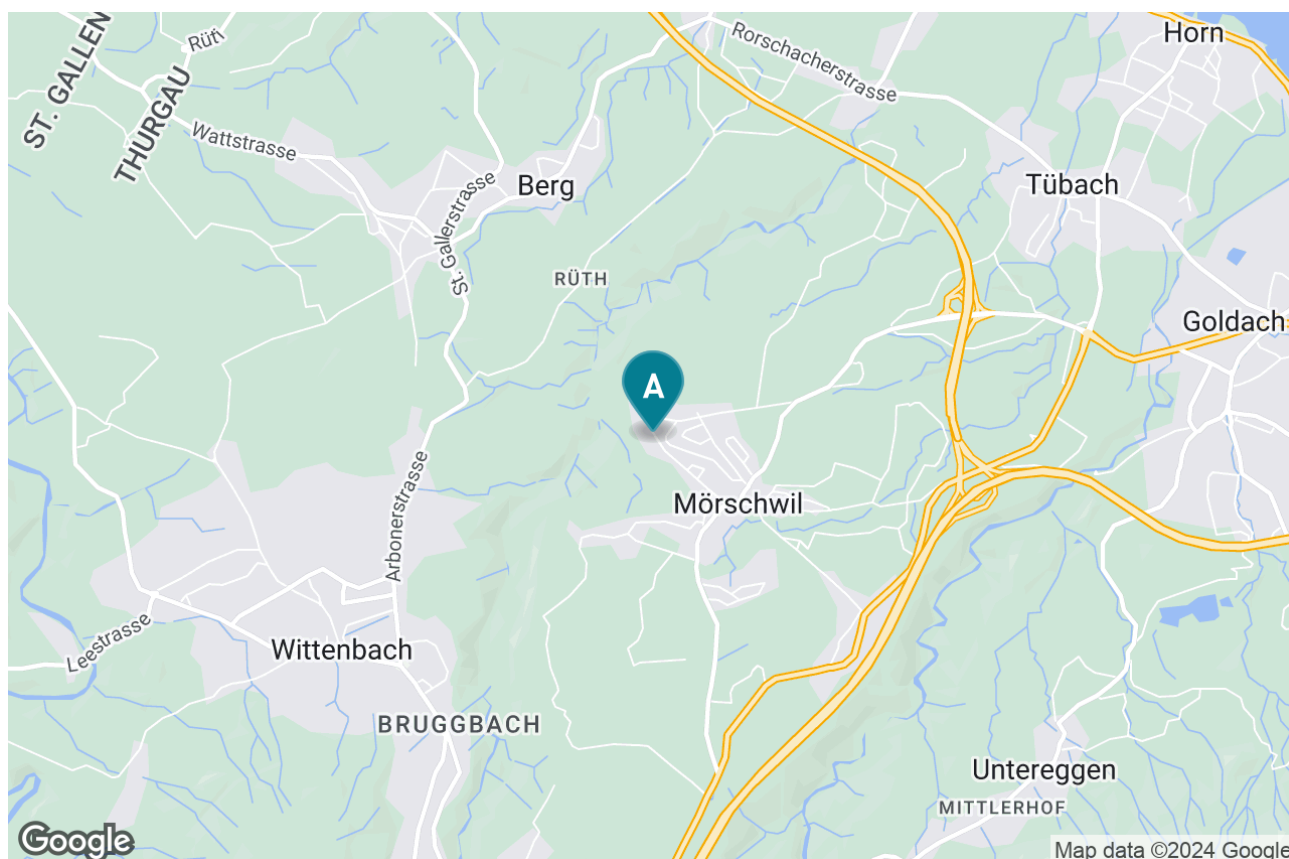 Horn
Rorschacherstrasse
Rüti
ST. GALLEN
THURGAU
Wattstrasse
Berg
Tübach
St. Gallerstrasse
RÜTH
Goldach
A
Arbonerstrasse
Mörschwil
Leestrasse
Wittenbach
BRUGGBACH
Untereggen
MITTLERHOF
Google
Map data ©2024 Google